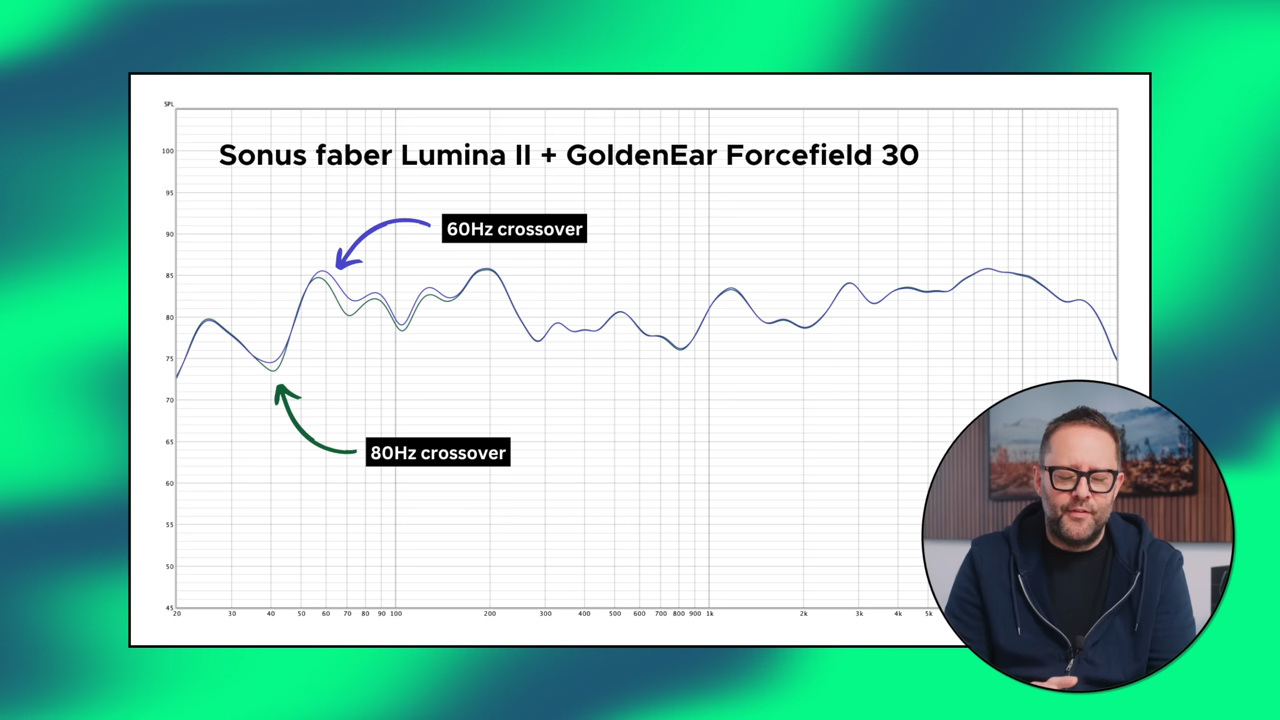 SPL
Sonus faber Lumina II + GoldenEar Forcefield 30
100
95
90
60Hz crossover
85
80
75
70
65
80Hz crossover
60
55
50
45
20 30 40 50 60 70 80 90 100 200 300 400 500 600 700 800 900 1k 2k 3k 4k 5k